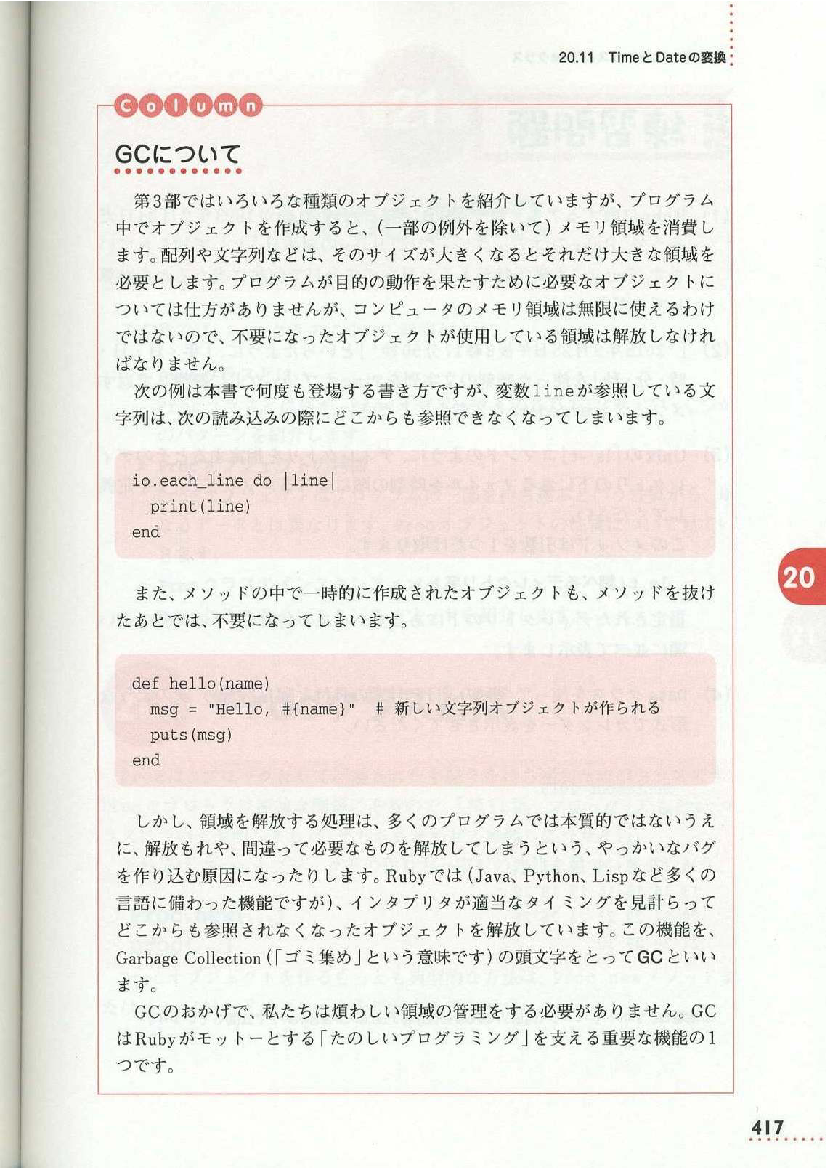 20.11 TimeとDateの変換
Column
GCについて
第3部ではいろいろな種類のオブジェクトを紹介していますが、プログラム
中でオブジェクトを作成すると、(一部の例外を除いて)メモリ領域を消費し
ます。配列や文字列などは、そのサイズが大きくなるとそれだけ大きな領域を
必要とします。プログラムが目的の動作を果たすために必要なオブジェクトに
ついては仕方がありませんが、コンピュータのメモリ領域は無限に使えるわけ
ではないので、不要になったオブジェクトが使用している領域は解放しなけれ
ばなりません。
次の例は本書で何度も登場する書き方ですが、変数lineが参照している文
字列は、次の読み込みの際にどこからも参照できなくなってしまいます。
io.each_line do |line|
  print(line)
end
また、メソッドの中で一時的に作成されたオブジェクトも、メソッドを抜け
たあとでは、不要になってしまいます。
20
def hello(name)
  msg = "Hello, #{name}"  # 新しい文字列オブジェクトが作られる
  puts(msg)
end
しかし、領域を解放する処理は、多くのプログラムでは本質的ではないうえ
に、解放もれや、間違って必要なものを解放してしまうという、やっかいなバグ
を作り込む原因になったりします。Rubyでは(Java、Python、Lispなど多くの
言語に備わった機能ですが)、インタプリタが適当なタイミングを見計らって
どこからも参照されなくなったオブジェクトを解放しています。この機能を、
Garbage Collection(「ゴミ集め」という意味です)の頭文字をとってGCといい
ます。
GCのおかげで、私たちは煩わしい領域の管理をする必要がありません。GC
はRubyがモットーとする「たのしいプログラミング」を支える重要な機能の1
つです。
417